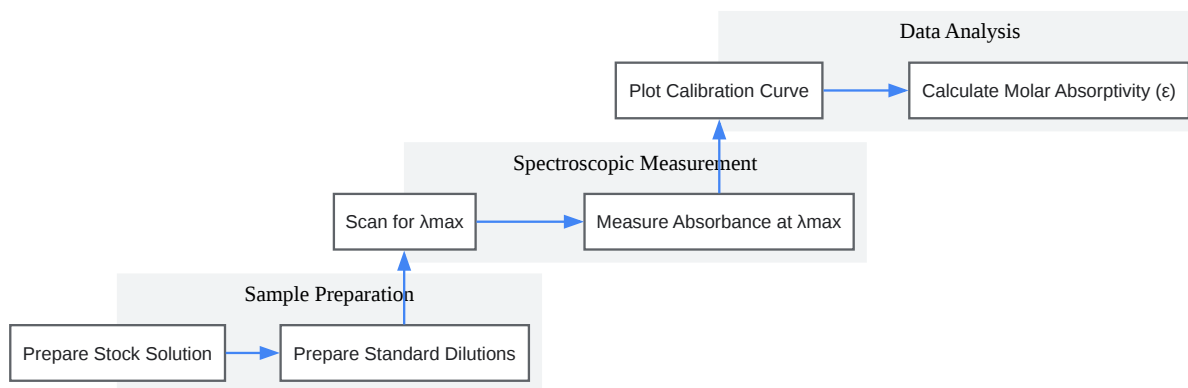 Data Analysis
Plot Calibration Curve
Calculate Molar Absorptivity (ε)
Spectroscopic Measurement
Scan for λmax
Measure Absorbance at λmax
Sample Preparation
Prepare Stock Solution
Prepare Standard Dilutions